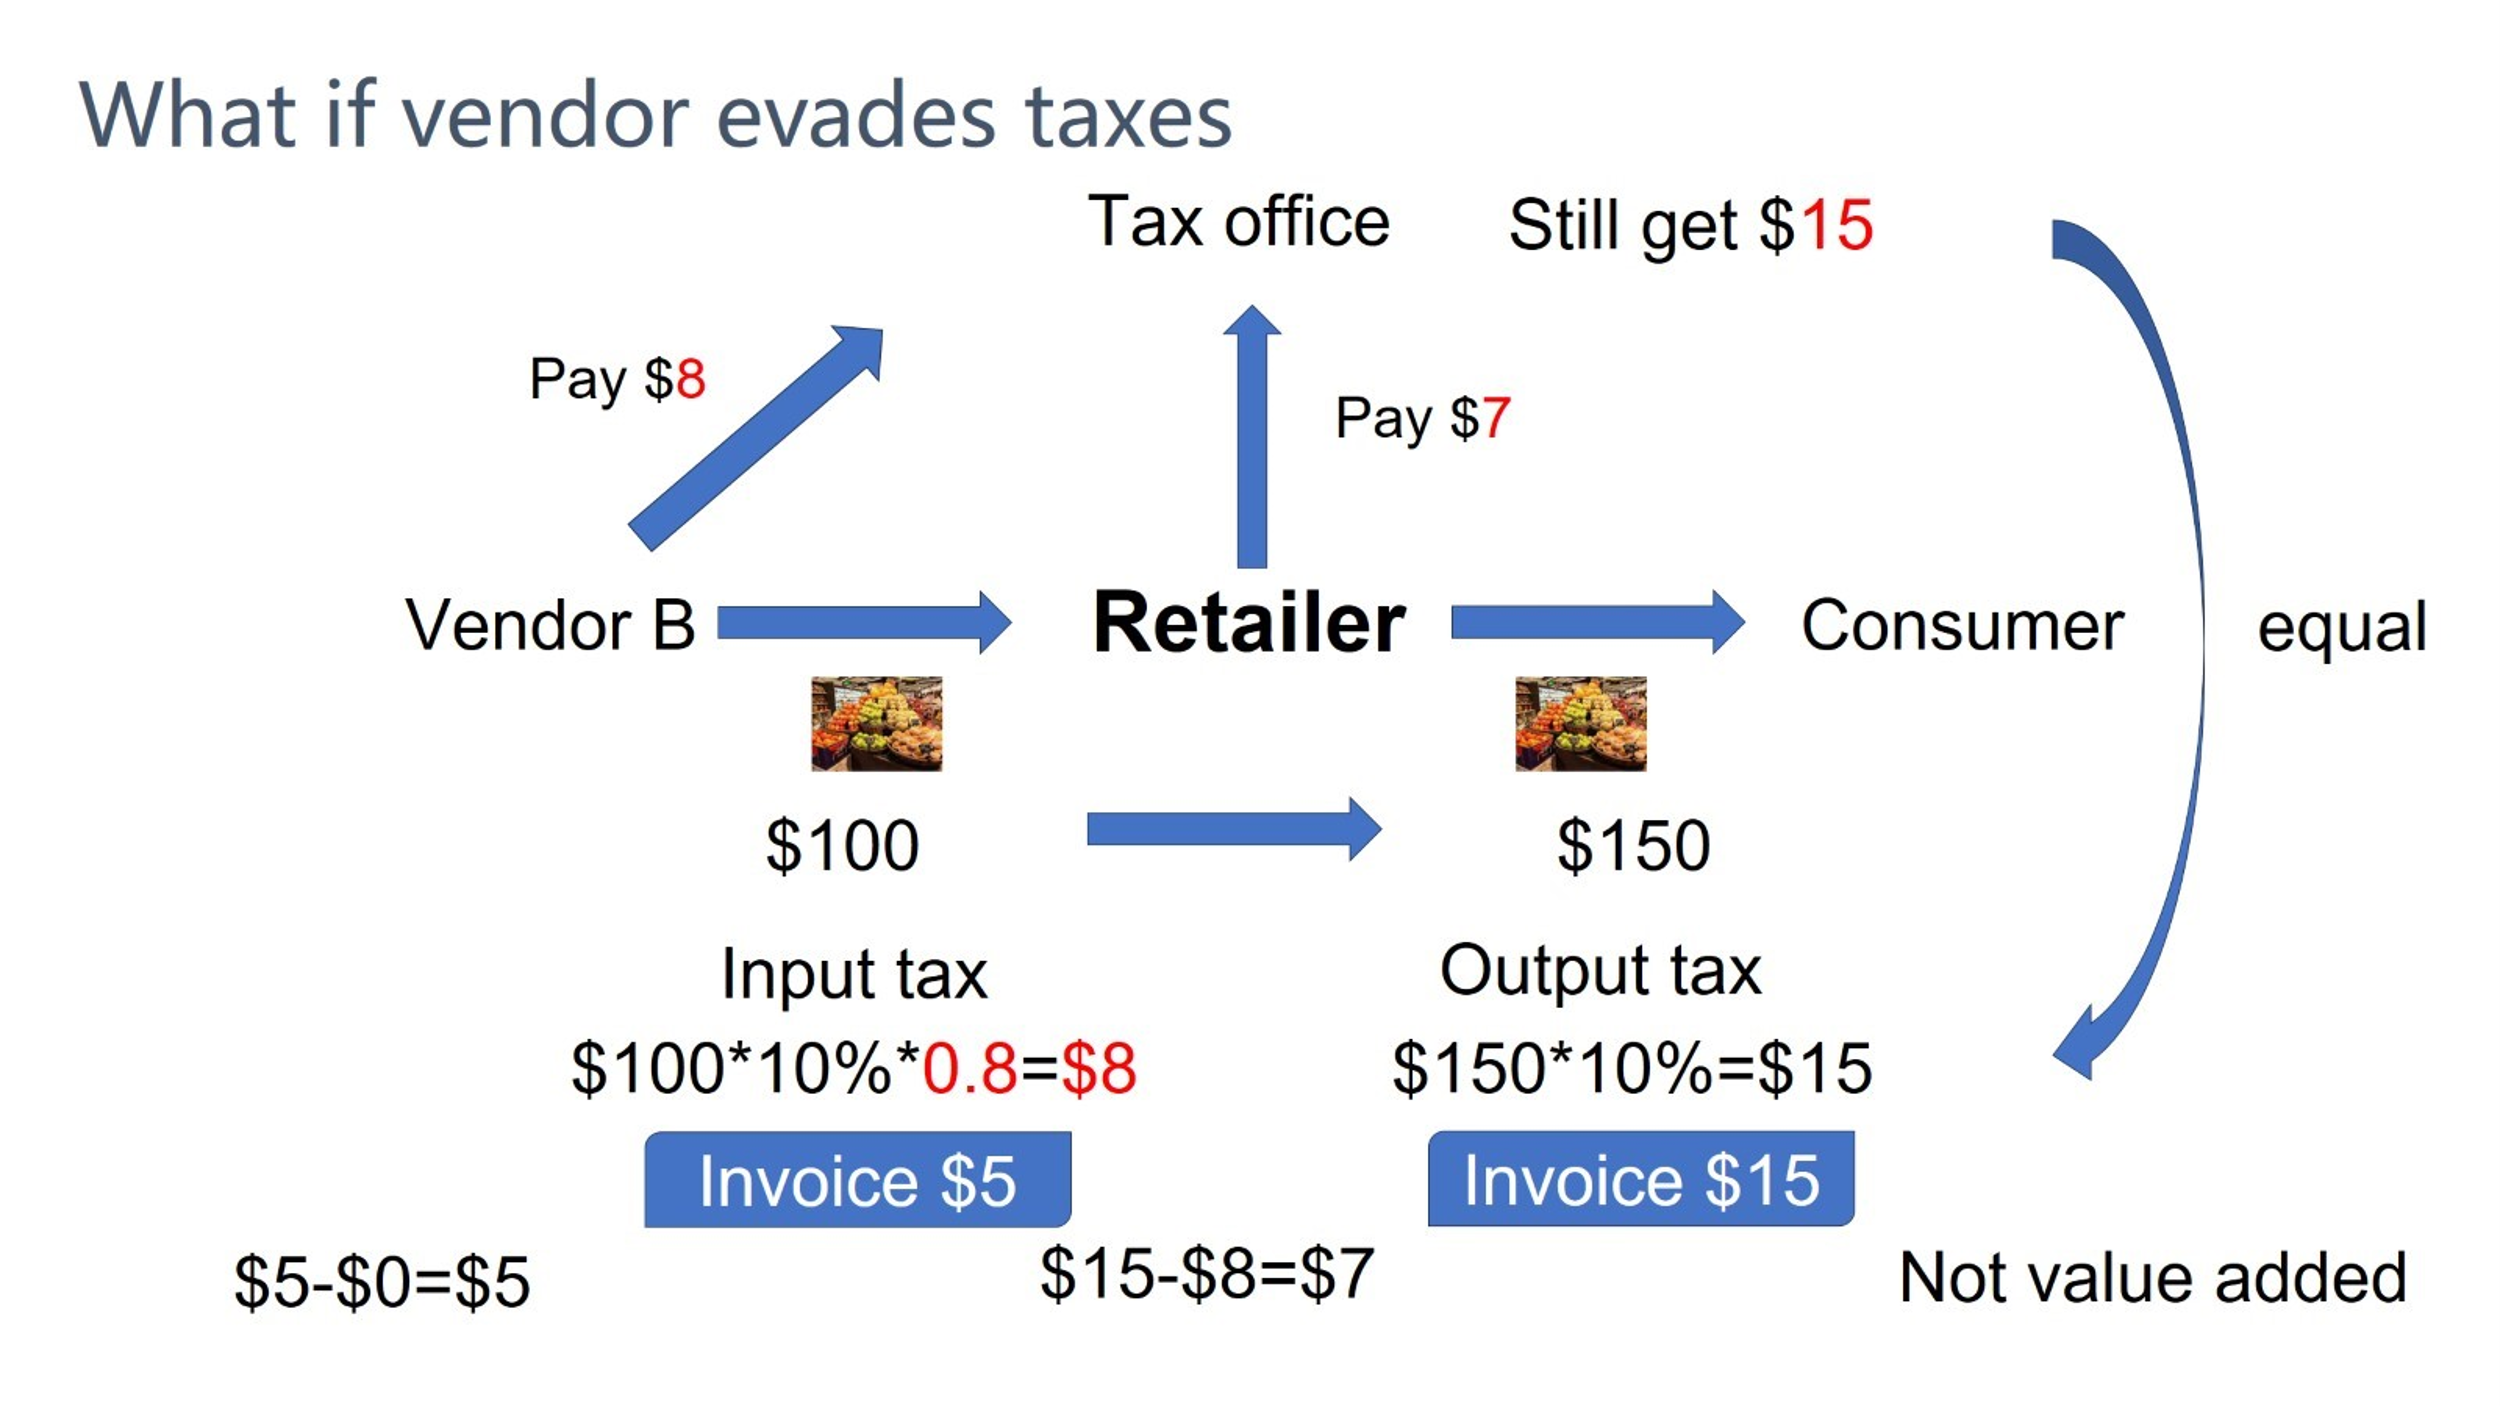 What if vendor evades taxes
Tax office
Still get $15
Pay $8
Pay $7
Vendor B
Retailer
Consumer
equal
$100
$150
Input tax
Output tax
$100*10%*0.8=$8
$150*10%=$15
Invoice $5
Invoice $15
$5-$0=$5
$15-$8=$7
Not value added